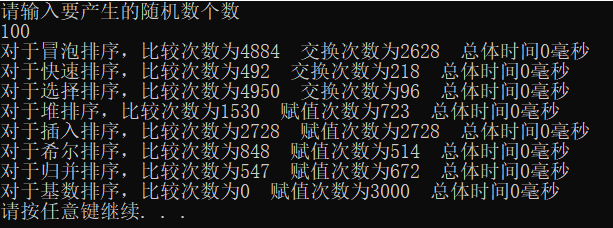 请输入要产生的随机数个数
100
对于冒泡排序，比较次数为4884  交换次数为2628  总体时间0毫秒
对于快速排序，比较次数为492  交换次数为218  总体时间0毫秒
对于选择排序，比较次数为4950  交换次数为96  总体时间0毫秒
对于堆排序，比较次数为1530  赋值次数为723  总体时间0毫秒
对于插入排序，比较次数为2728  赋值次数为2728  总体时间0毫秒
对于希尔排序，比较次数为848  赋值次数为514  总体时间0毫秒
对于归并排序，比较次数为547  赋值次数为672  总体时间0毫秒
对于基数排序，比较次数为0  赋值次数为3000  总体时间0毫秒
请按任意键继续. . .